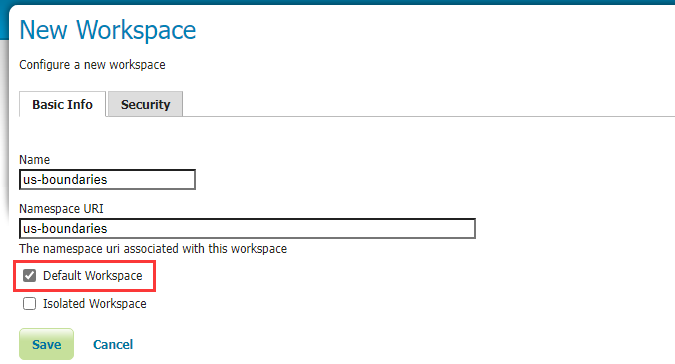 New Workspace
Configure a new workspace
Basic Info Security
Name
us-boundaries
Namespace URI
us-boundaries
The namespace uri associated with this workspace
Default Workspace
Isolated Workspace
Save Cancel